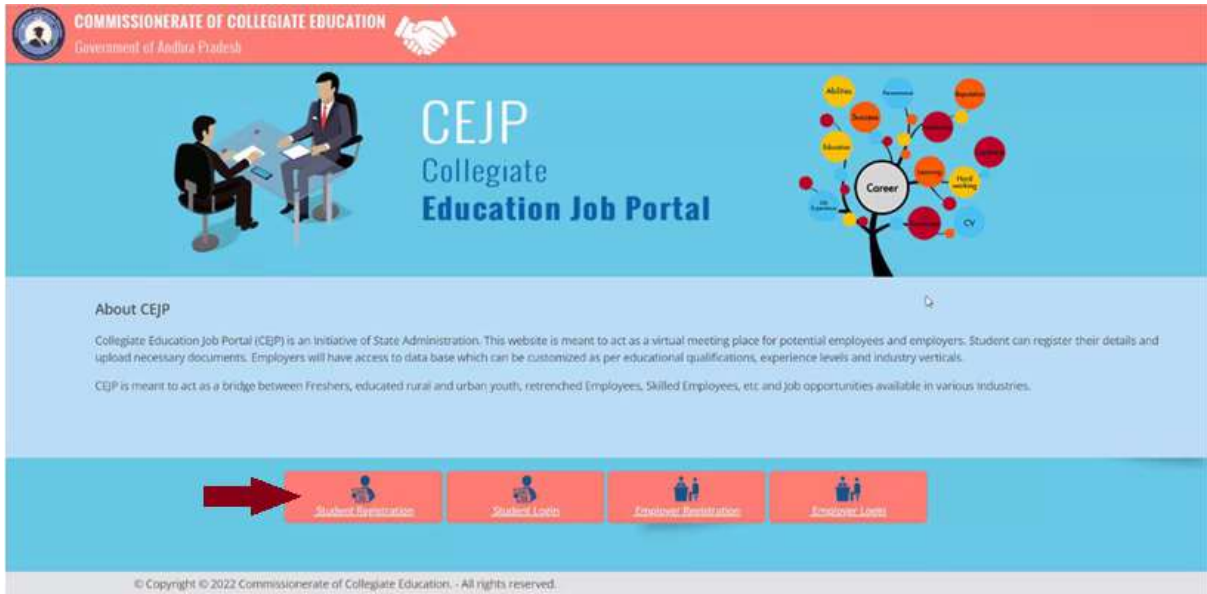 COMMISSIONERATE OF COLLEGIATE EDUCATION
Government of Andhra Pradesh
CEJP
Collegiate
Education Job Portal
Abilities
Success
Education
Career
Hard
working
CV
About CEJP
Collegiate Education Job Portal (CEJP) is an Initiative of State Administration. This website is meant to act as a virtual meeting place for potential employees and employers. Student can register their details and
upload necessary documents. Employers will have access to data base which can be customized as per educational qualifications, experience levels and industry verticals.
CEJP is meant to act as a bridge between Freshers, educated rural and urban youth, retrenched Employees, Skilled Employees, etc and Job opportunities available in various Industries.
Student Registration
Student Login
Employer Registration
Employer Login
© Copyright © 2022 Commissionerate of Collegiate Education. - All rights reserved.